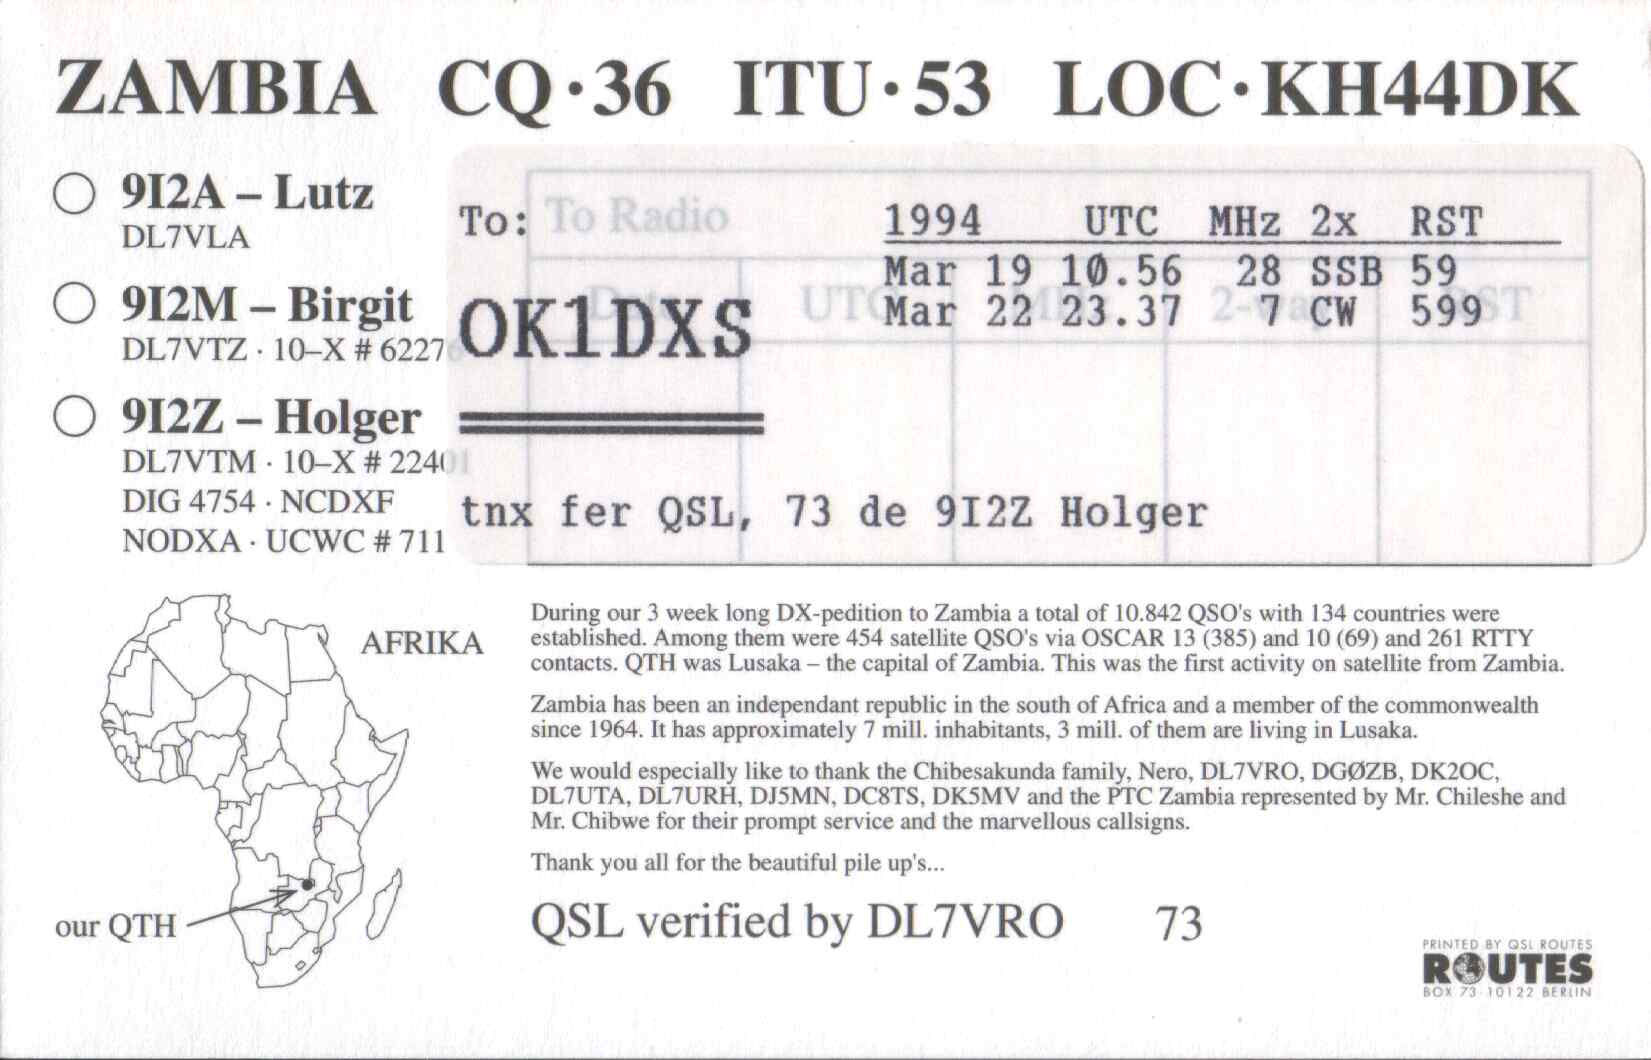 ZAMBIA CQ·36 ITU·53 LOC·KH44DK
9I2A – Lutz
DL7VLA
9I2M – Birgit
DL7VTZ · 10–X # 62276
9I2Z – Holger
DL7VTM · 10–X # 22401
DIG 4754 · NCDXF
NODXA · UCWC # 711
To: To Radio
1994 UTC MHz 2x RST
Mar 19 10.56 28 SSB 59
Date UTC MHz 2-way RST
Mar 22 23.37 7 CW 599
OK1DXS
tnx fer QSL, 73 de 9I2Z Holger
AFRIKA
our QTH
During our 3 week long DX-pedition to Zambia a total of 10.842 QSO's with 134 countries were
established. Among them were 454 satellite QSO's via OSCAR 13 (385) and 10 (69) and 261 RTTY
contacts. QTH was Lusaka – the capital of Zambia. This was the first activity on satellite from Zambia.
Zambia has been an independant republic in the south of Africa and a member of the commonwealth
since 1964. It has approximately 7 mill. inhabitants, 3 mill. of them are living in Lusaka.
We would especially like to thank the Chibesakunda family, Nero, DL7VRO, DGØZB, DK2OC,
DL7UTA, DL7URH, DJ5MN, DC8TS, DK5MV and the PTC Zambia represented by Mr. Chileshe and
Mr. Chibwe for their prompt service and the marvellous callsigns.
Thank you all for the beautiful pile up's...
QSL verified by DL7VRO 73
PRINTED BY QSL ROUTES
ROUTES
BOX 73·10122 BERLIN